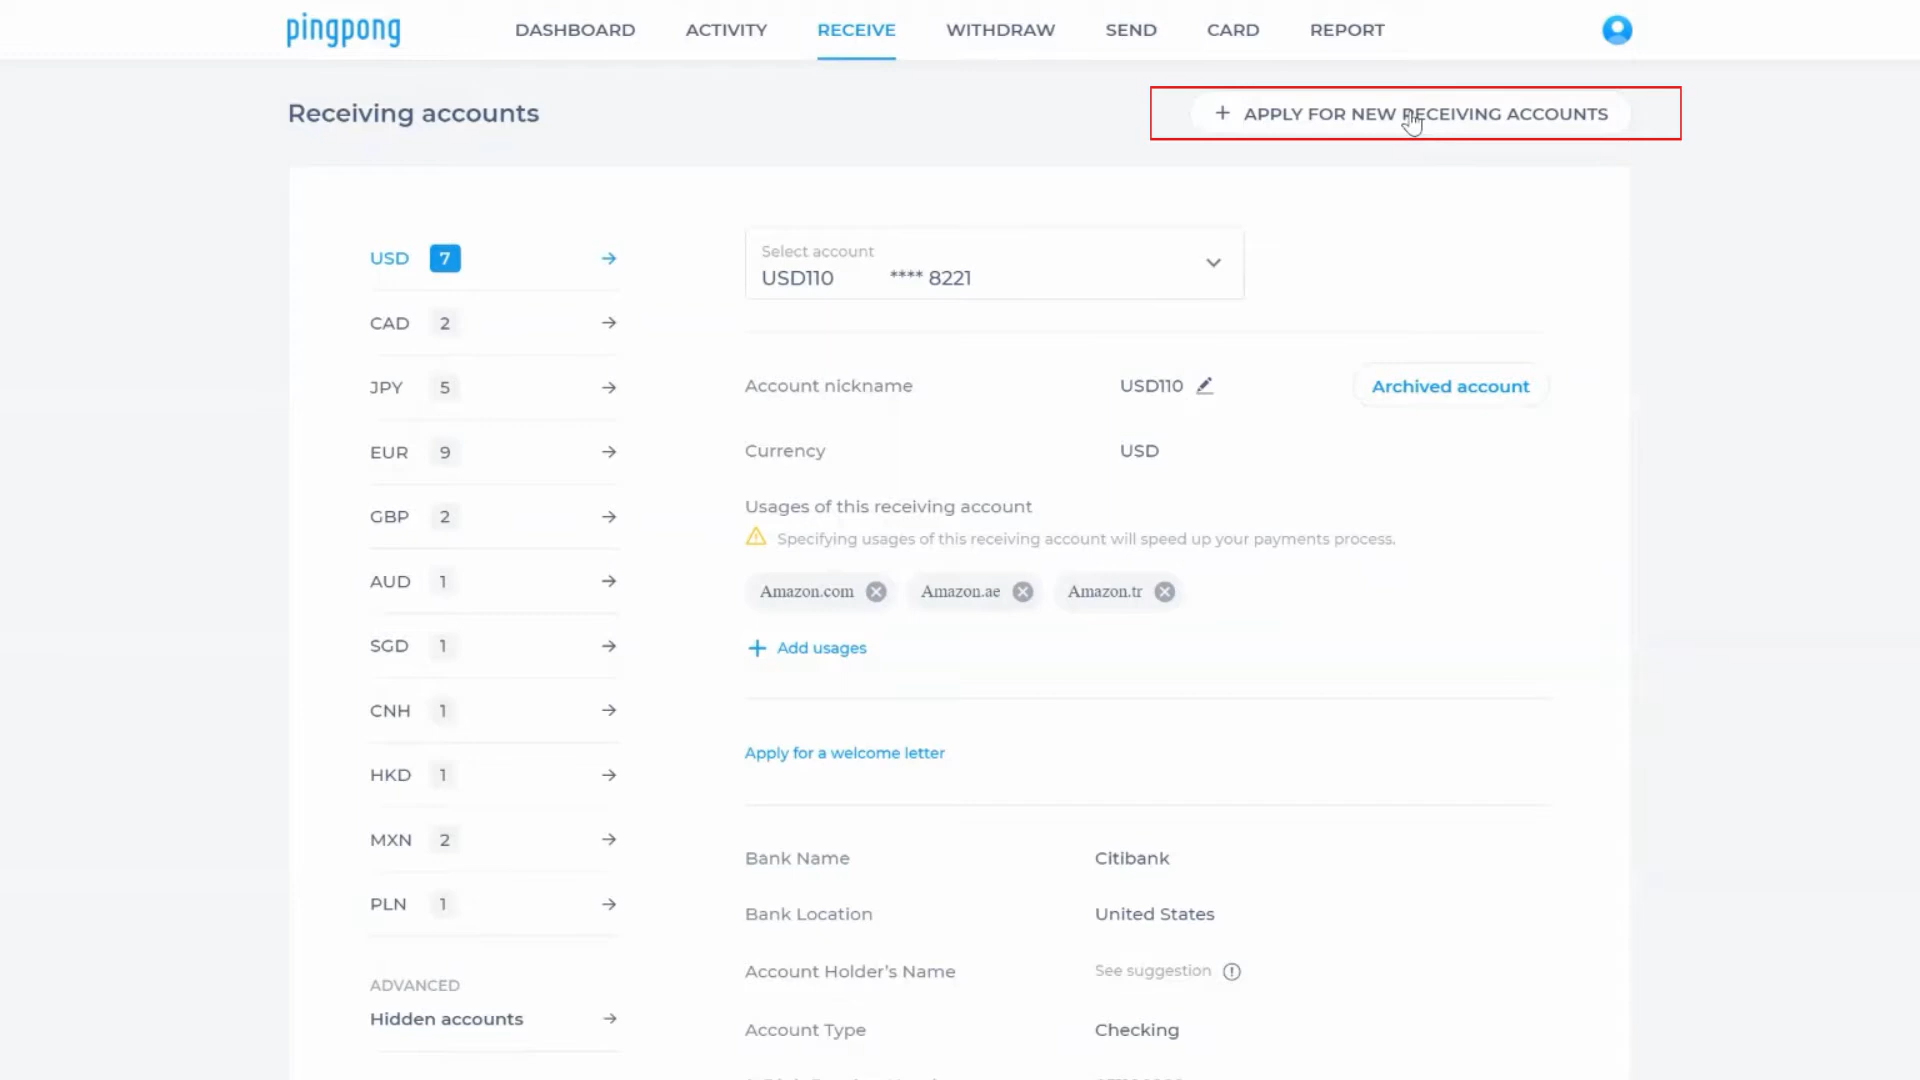 pingpong
DASHBOARD
ACTIVITY
RECEIVE
WITHDRAW
SEND
CARD
REPORT
Receiving accounts
+ APPLY FOR NEW RECEIVING ACCOUNTS
USD 7
CAD 2
JPY 5
EUR 9
GBP 2
AUD 1
SGD 1
CNH 1
HKD 1
MXN 2
PLN 1
ADVANCED
Hidden accounts
Select account
USD110 **** 8221
Account nickname USD110
Archived account
Currency USD
Usages of this receiving account
Specifying usages of this receiving account will speed up your payments process.
Amazon.com Amazon.ae Amazon.tr
+ Add usages
Apply for a welcome letter
Bank Name Citibank
Bank Location United States
Account Holder’s Name See suggestion
Account Type Checking